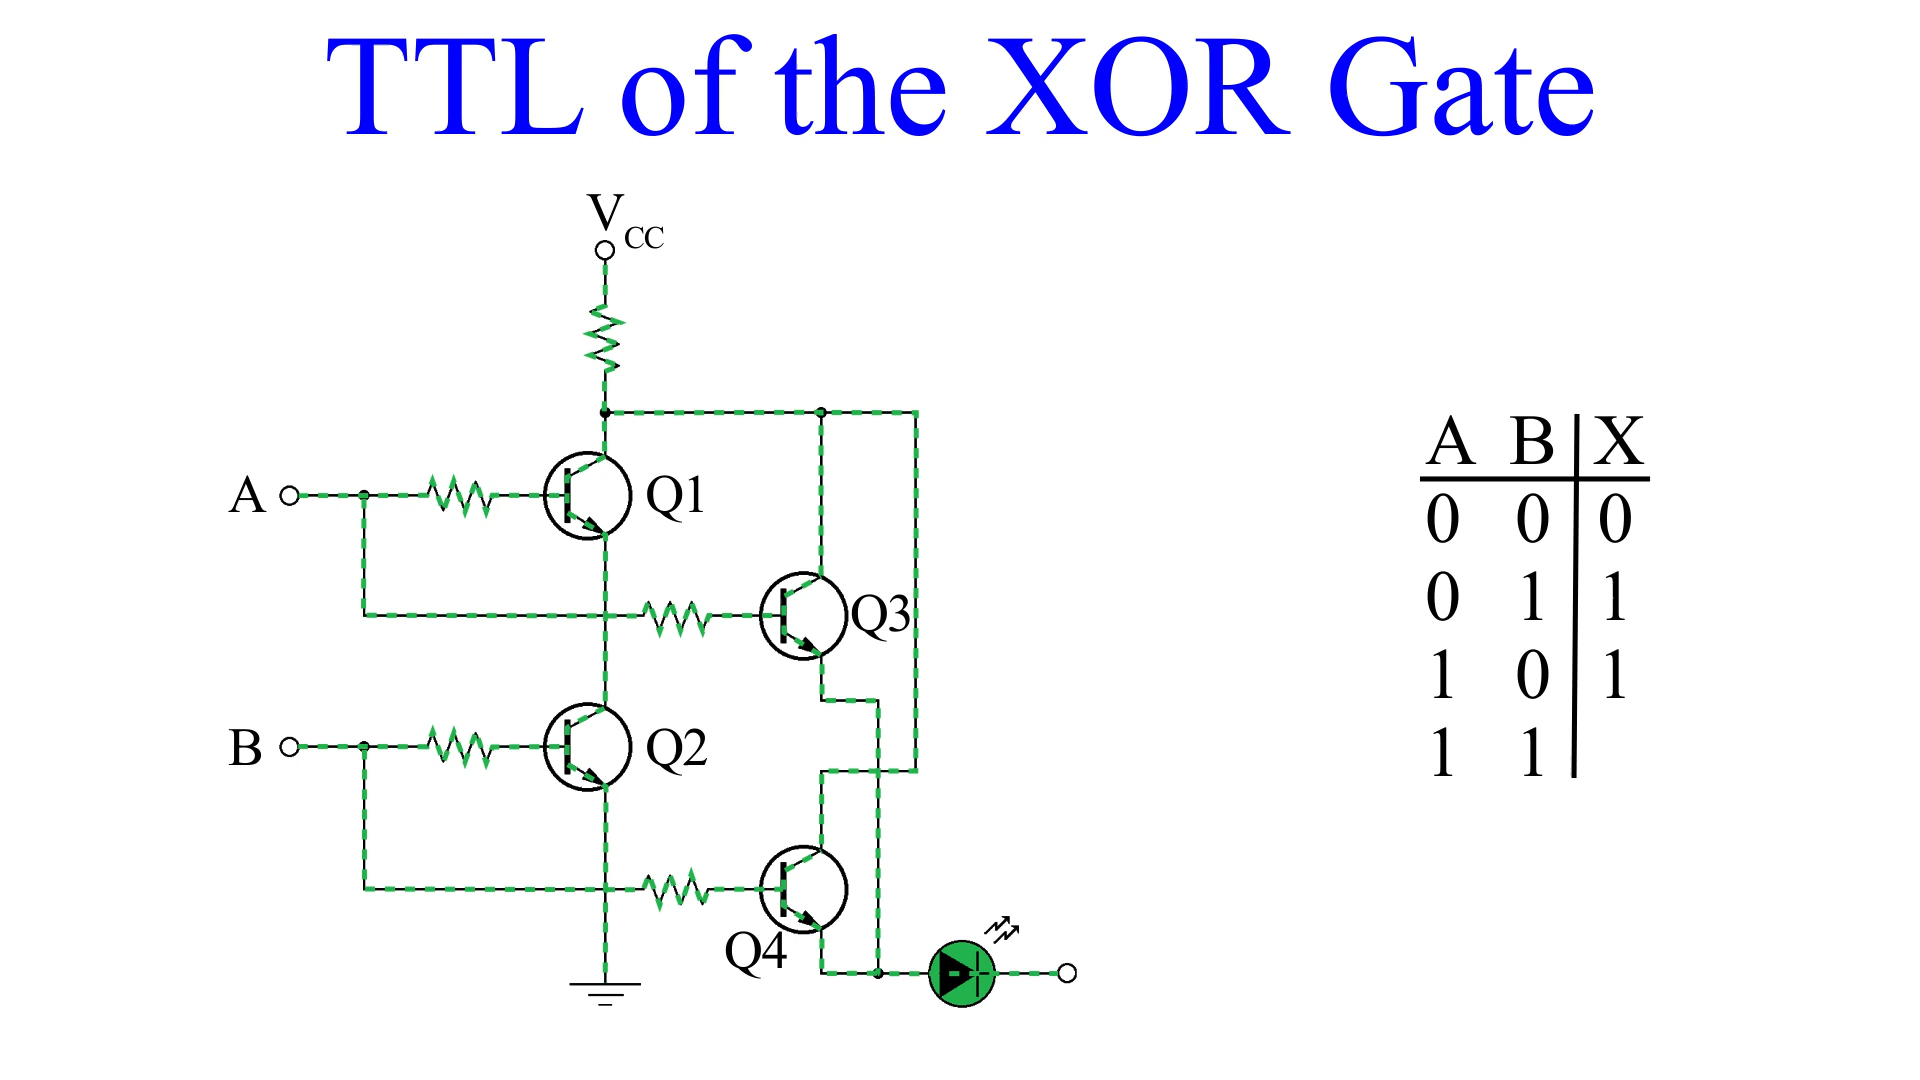 TTL of the XOR Gate
VCC
A
Q1
Q3
B
Q2
Q4
A B X
0 0 0
0 1 1
1 0 1
1 1